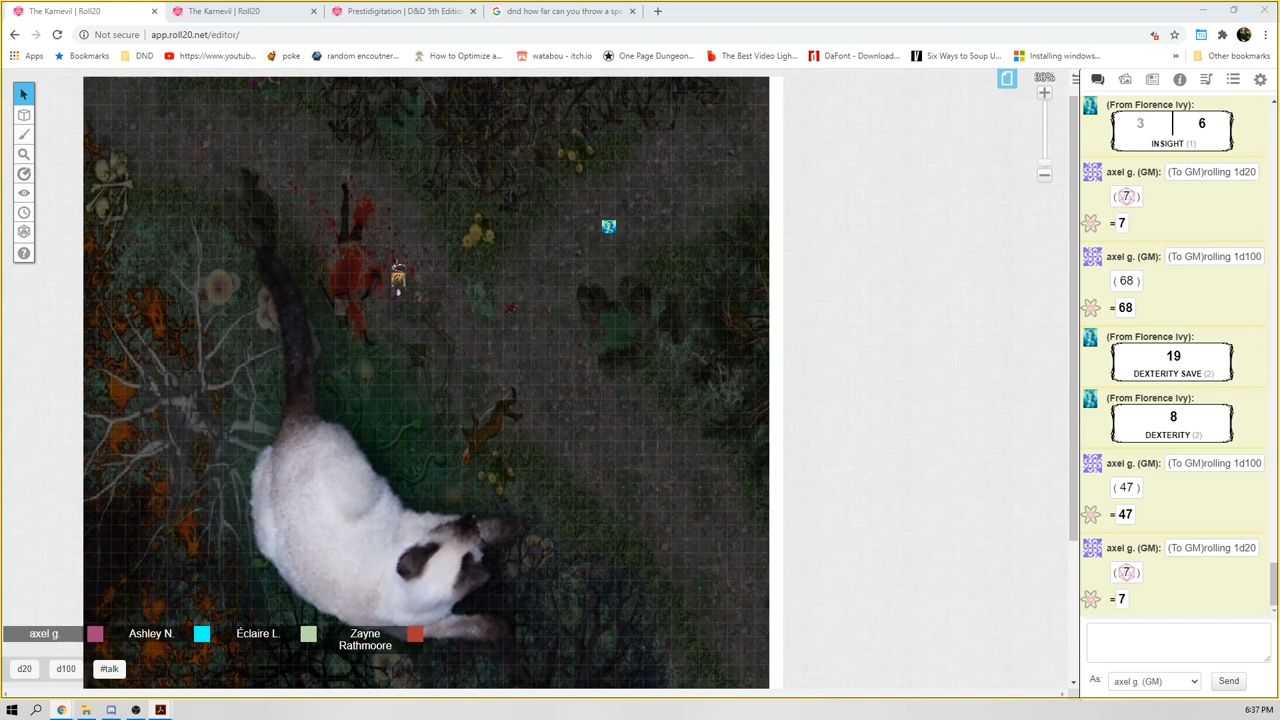 The Karnevil | Roll20
The Karnevil | Roll20
Prestidigitation | D&D 5th Edition
dnd how far can you throw a spe
Not secure | app.roll20.net/editor/
Apps
Bookmarks
DND
https://www.youtub...
poke
random encoutner...
How to Optimize a...
watabou - itch.io
One Page Dungeon...
The Best Video Ligh...
DaFont - Download...
Six Ways to Soup U...
Installing windows...
»
Other bookmarks
(From Florence Ivy):
3 | 6
INSIGHT (1)
axel g. (GM): (To GM)rolling 1d20
(7)
=7
axel g. (GM): (To GM)rolling 1d100
(68)
=68
(From Florence Ivy):
19
DEXTERITY SAVE (2)
(From Florence Ivy):
8
DEXTERITY (2)
axel g. (GM): (To GM)rolling 1d100
(47)
=47
axel g. (GM): (To GM)rolling 1d20
(7)
=7
axel g.
Ashley N.
Éclaire L.
Zayne
Rathmoore
d20
d100
#talk
As:
axel g. (GM)
Send
6:37 PM